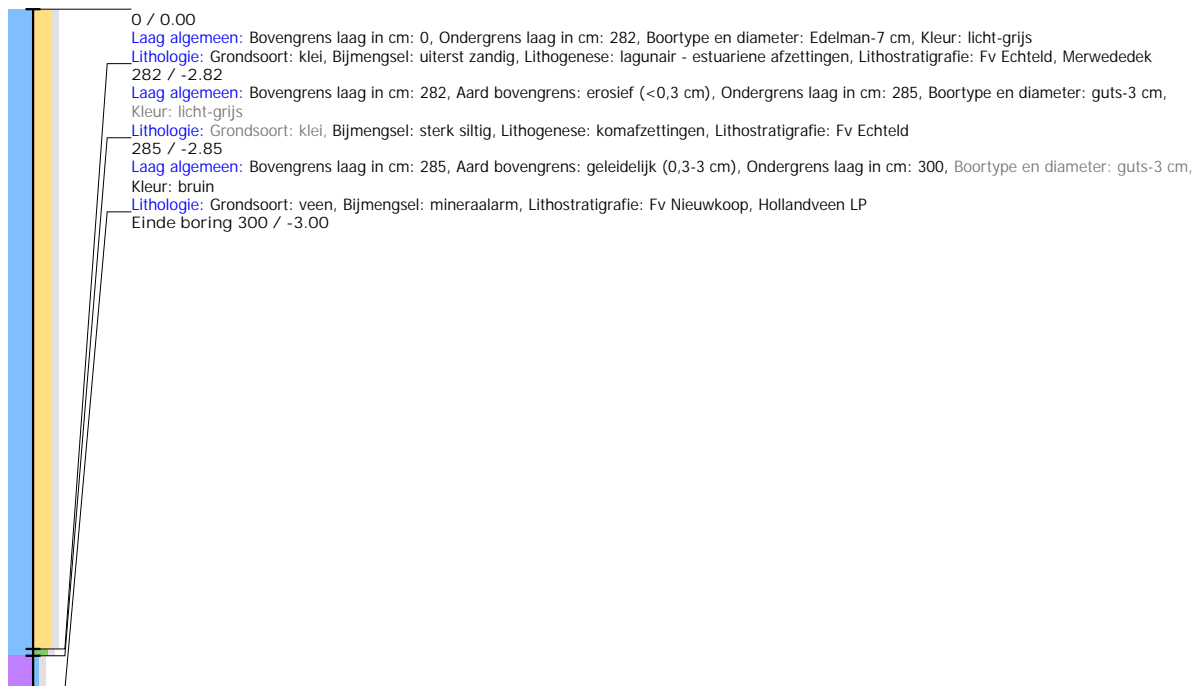 0 / 0.00
Laag algemeen: Bovengrens laag in cm: 0, Ondergrens laag in cm: 282, Boortype en diameter: Edelman-7 cm, Kleur: licht-grijs
Lithologie: Grondsoort: klei, Bijmengsel: uiterst zandig, Lithogenese: lagunair - estuariene afzettingen, Lithostratigrafie: Fv Echteld, Merwededek
282 / -2.82
Laag algemeen: Bovengrens laag in cm: 282, Aard bovengrens: erosief (<0,3 cm), Ondergrens laag in cm: 285, Boortype en diameter: guts-3 cm,
Kleur: licht-grijs
Lithologie: Grondsoort: klei, Bijmengsel: sterk siltig, Lithogenese: komafzettingen, Lithostratigrafie: Fv Echteld
285 / -2.85
Laag algemeen: Bovengrens laag in cm: 285, Aard bovengrens: geleidelijk (0,3-3 cm), Ondergrens laag in cm: 300, Boortype en diameter: guts-3 cm,
Kleur: bruin
Lithologie: Grondsoort: veen, Bijmengsel: mineraalarm, Lithostratigrafie: Fv Nieuwkoop, Hollandveen LP
Einde boring 300 / -3.00